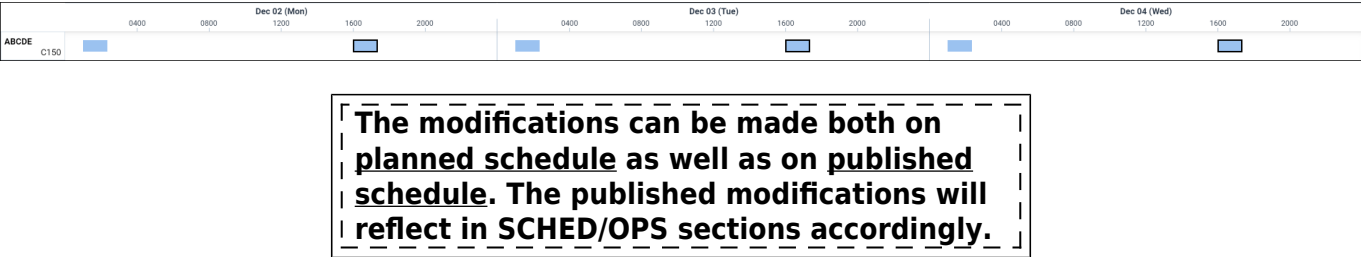 Dec 02 (Mon) Dec 03 (Tue) Dec 04 (Wed)
0400 0800 1200 1600 2000 0400 0800 1200 1600 2000 0400 0800 1200 1600 2000
ABCDE
C150
The modifications can be made both on
planned schedule as well as on published
schedule. The published modifications will
reflect in SCHED/OPS sections accordingly.